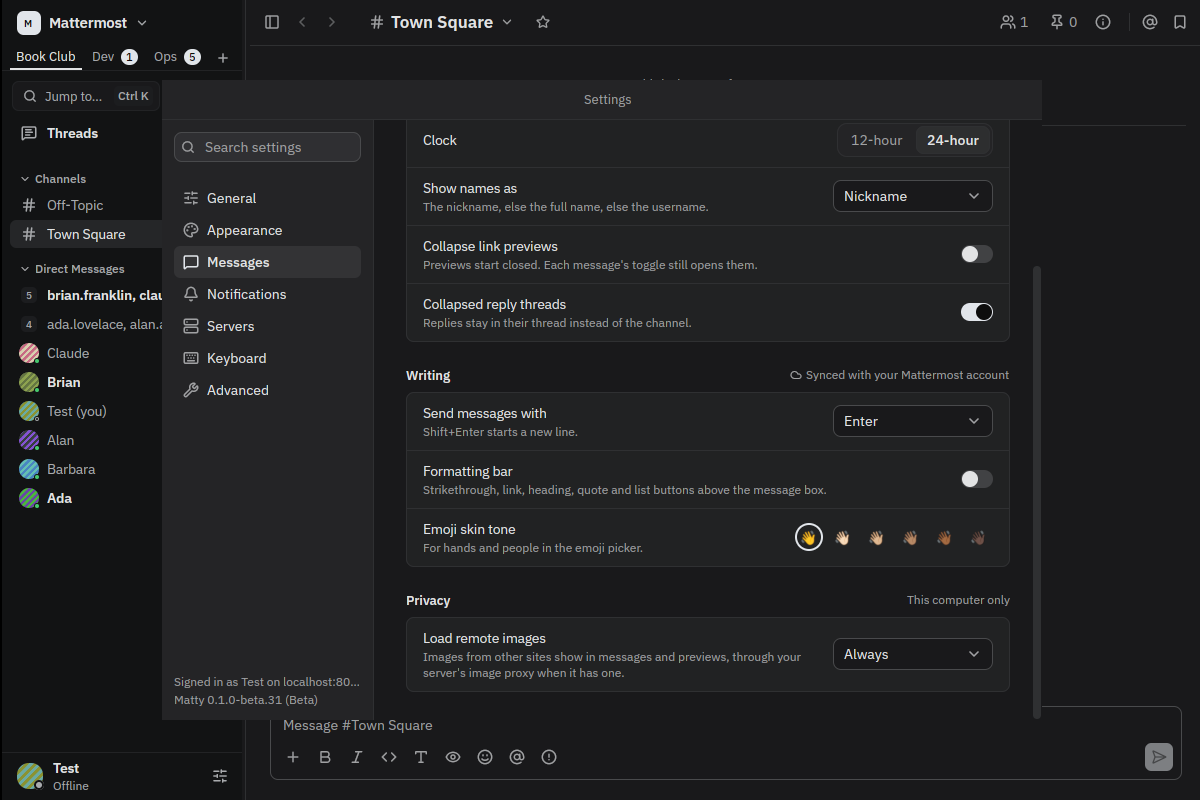 M Mattermost
Town Square
1
0
Book Club Dev 1 Ops 5
Jump to... Ctrl K
Threads
Channels
Off-Topic
Town Square
Direct Messages
5 brian.franklin, clau
4 ada.lovelace, alan.a
Claude
Brian
Test (you)
Alan
Barbara
Ada
Test
Offline
Settings
Search settings
General
Appearance
Messages
Notifications
Servers
Keyboard
Advanced
Signed in as Test on localhost:80...
Matty 0.1.0-beta.31 (Beta)
Clock
12-hour 24-hour
Show names as
The nickname, else the full name, else the username.
Nickname
Collapse link previews
Previews start closed. Each message's toggle still opens them.
Collapsed reply threads
Replies stay in their thread instead of the channel.
Writing
Synced with your Mattermost account
Send messages with
Shift+Enter starts a new line.
Enter
Formatting bar
Strikethrough, link, heading, quote and list buttons above the message box.
Emoji skin tone
For hands and people in the emoji picker.
Privacy
This computer only
Load remote images
Images from other sites show in messages and previews, through your
server's image proxy when it has one.
Always
Message #Town Square